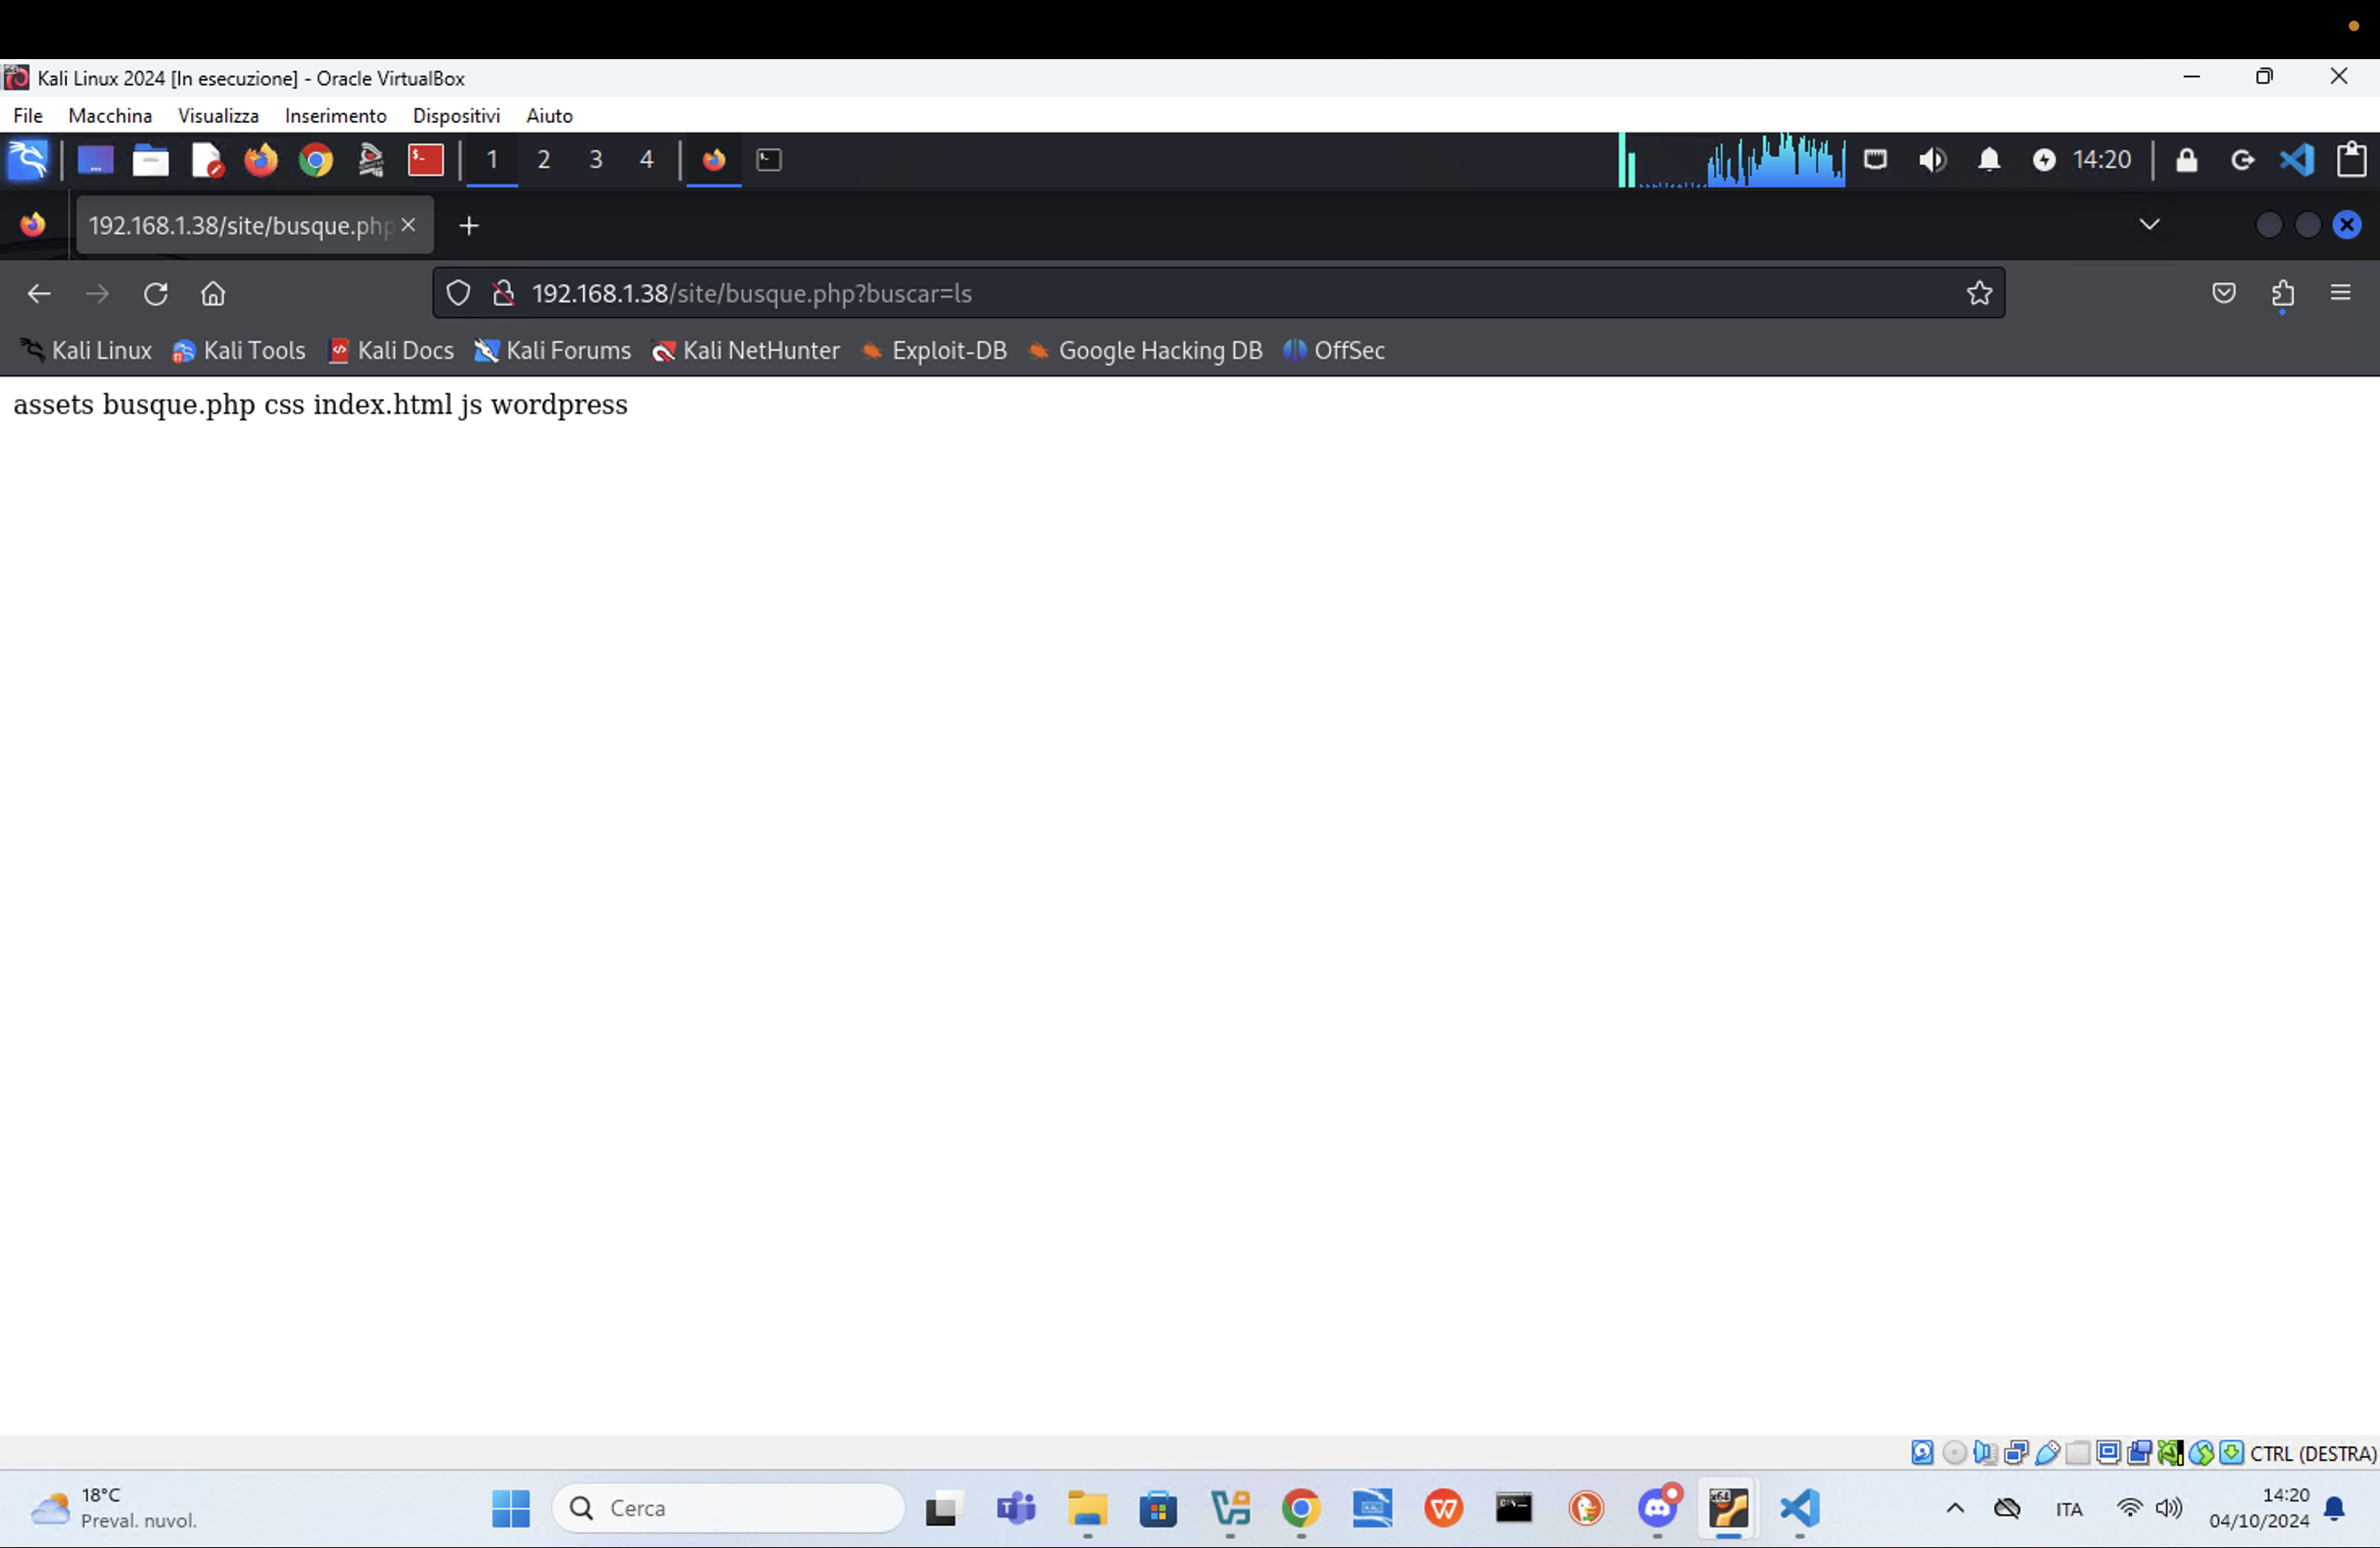 Kali Linux 2024 [In esecuzione] - Oracle VirtualBox
File Macchina Visualizza Inserimento Dispositivi Aiuto
1 2 3 4 14:20
192.168.1.38/site/busque.php
192.168.1.38/site/busque.php?buscar=ls
Kali Linux Kali Tools Kali Docs Kali Forums Kali NetHunter Exploit-DB Google Hacking DB OffSec
assets busque.php css index.html js wordpress
CTRL (DESTRA)
18°C
Preval. nuvol.
Cerca
ITA
14:20
04/10/2024